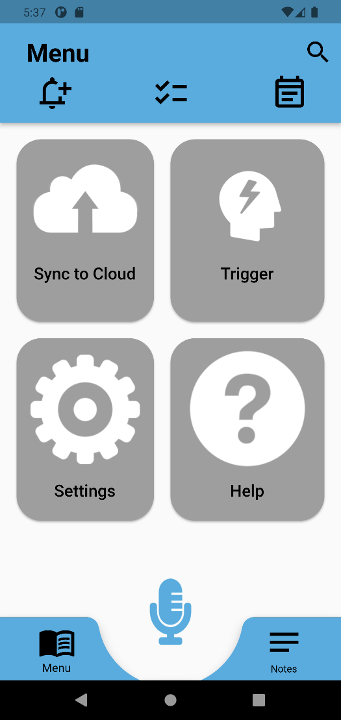 5:37
Menu
Sync to Cloud
Trigger
Settings
?
Help
Menu
Notes